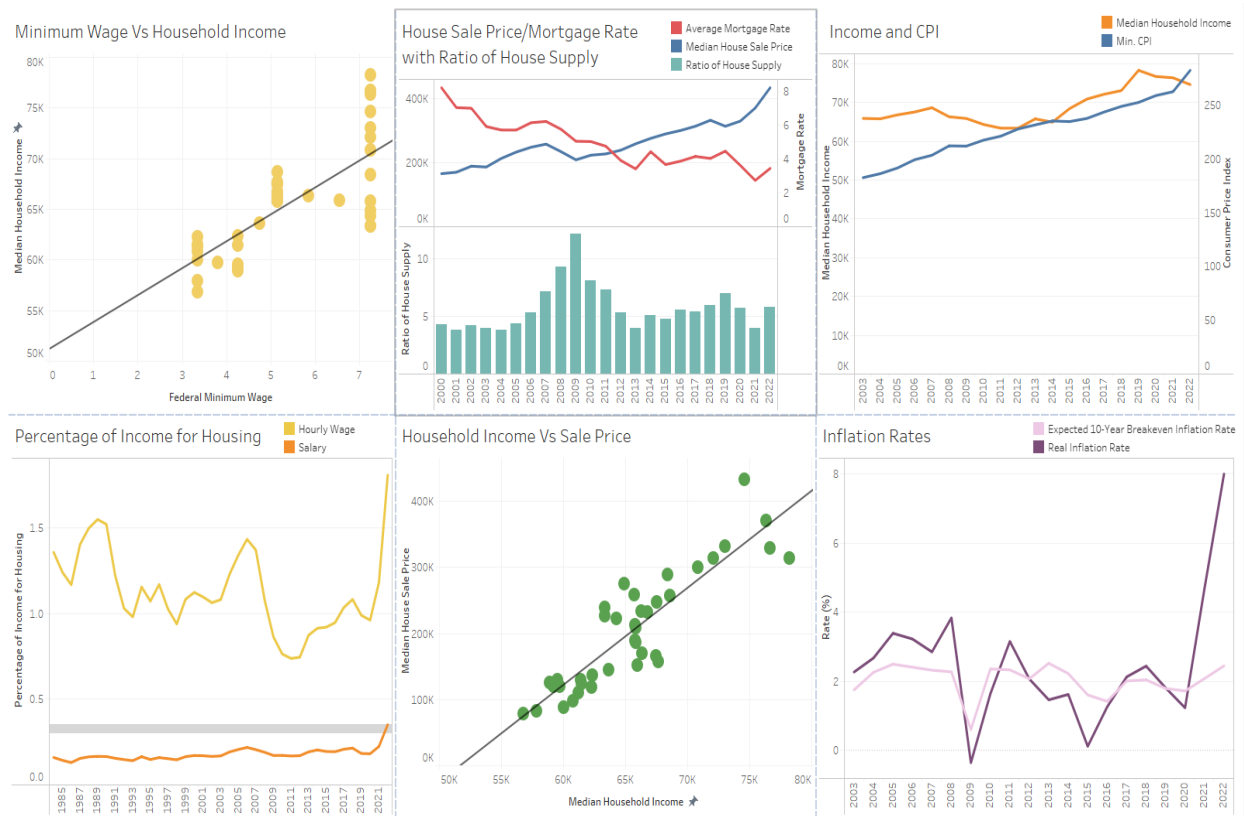 Minimum Wage Vs Household Income
80K
75K
70K
65K
60K
55K
50K
Median Household Income
0 1 2 3 4 5 6 7
Federal Minimum Wage
House Sale Price/Mortgage Rate
with Ratio of House Supply
Average Mortgage Rate
Median House Sale Price
Ratio of House Supply
400K
200K
0K
8
6
4
2
0
Mortgage Rate
10
5
0
Ratio of House Supply
2000 2001 2002 2003 2004 2005 2006 2007 2008 2009 2010 2011 2012 2013 2014 2015 2016 2017 2018 2019 2020 2021 2022
Income and CPI
Median Household Income
Min. CPI
80K
70K
60K
50K
40K
30K
20K
10K
0K
Median Household Income
250
200
150
100
50
0
Consumer Price Index
2003 2004 2005 2006 2007 2008 2009 2010 2011 2012 2013 2014 2015 2016 2017 2018 2019 2020 2021 2022
Percentage of Income for Housing
Hourly Wage
Salary
1.5
1.0
0.5
0.0
Percentage of Income for Housing
1985 1987 1989 1991 1993 1995 1997 1999 2001 2003 2005 2007 2009 2011 2013 2015 2017 2019 2021
Household Income Vs Sale Price
400K
300K
200K
100K
0K
Median House Sale Price
50K 55K 60K 65K 70K 75K 80K
Median Household Income
Inflation Rates
Expected 10-Year Breakeven Inflation Rate
Real Inflation Rate
8
6
4
2
0
Rate (%)
2003 2004 2005 2006 2007 2008 2009 2010 2011 2012 2013 2014 2015 2016 2017 2018 2019 2020 2021 2022